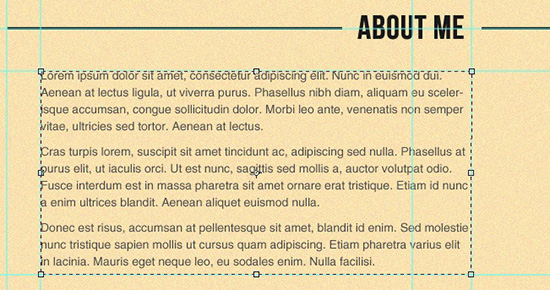 ABOUT ME
Lorem ipsum dolor sit amet, consectetur adipiscing elit. Nunc in euismod dui.
Aenean at lectus ligula, ut viverra purus. Phasellus nibh diam, aliquam eu sceler-
isque accumsan, congue sollicitudin dolor. Morbi leo ante, venenatis non semper
vitae, ultricies sed tortor. Aenean at lectus.
Cras turpis lorem, suscipit sit amet tincidunt ac, adipiscing sed nulla. Phasellus at
purus elit, ut iaculis orci. Ut est nunc, sagittis sed mollis a, auctor volutpat odio.
Fusce interdum est in massa pharetra sit amet ornare erat tristique. Etiam id nunc
a enim ultrices blandit. Aenean aliquet euismod nulla.
Donec est risus, accumsan at pellentesque sit amet, blandit id enim. Sed molestie
nunc tristique sapien mollis ut cursus quam adipiscing. Etiam pharetra varius elit
in lacinia. Mauris eget neque leo, eu sodales enim. Nulla facilisi.